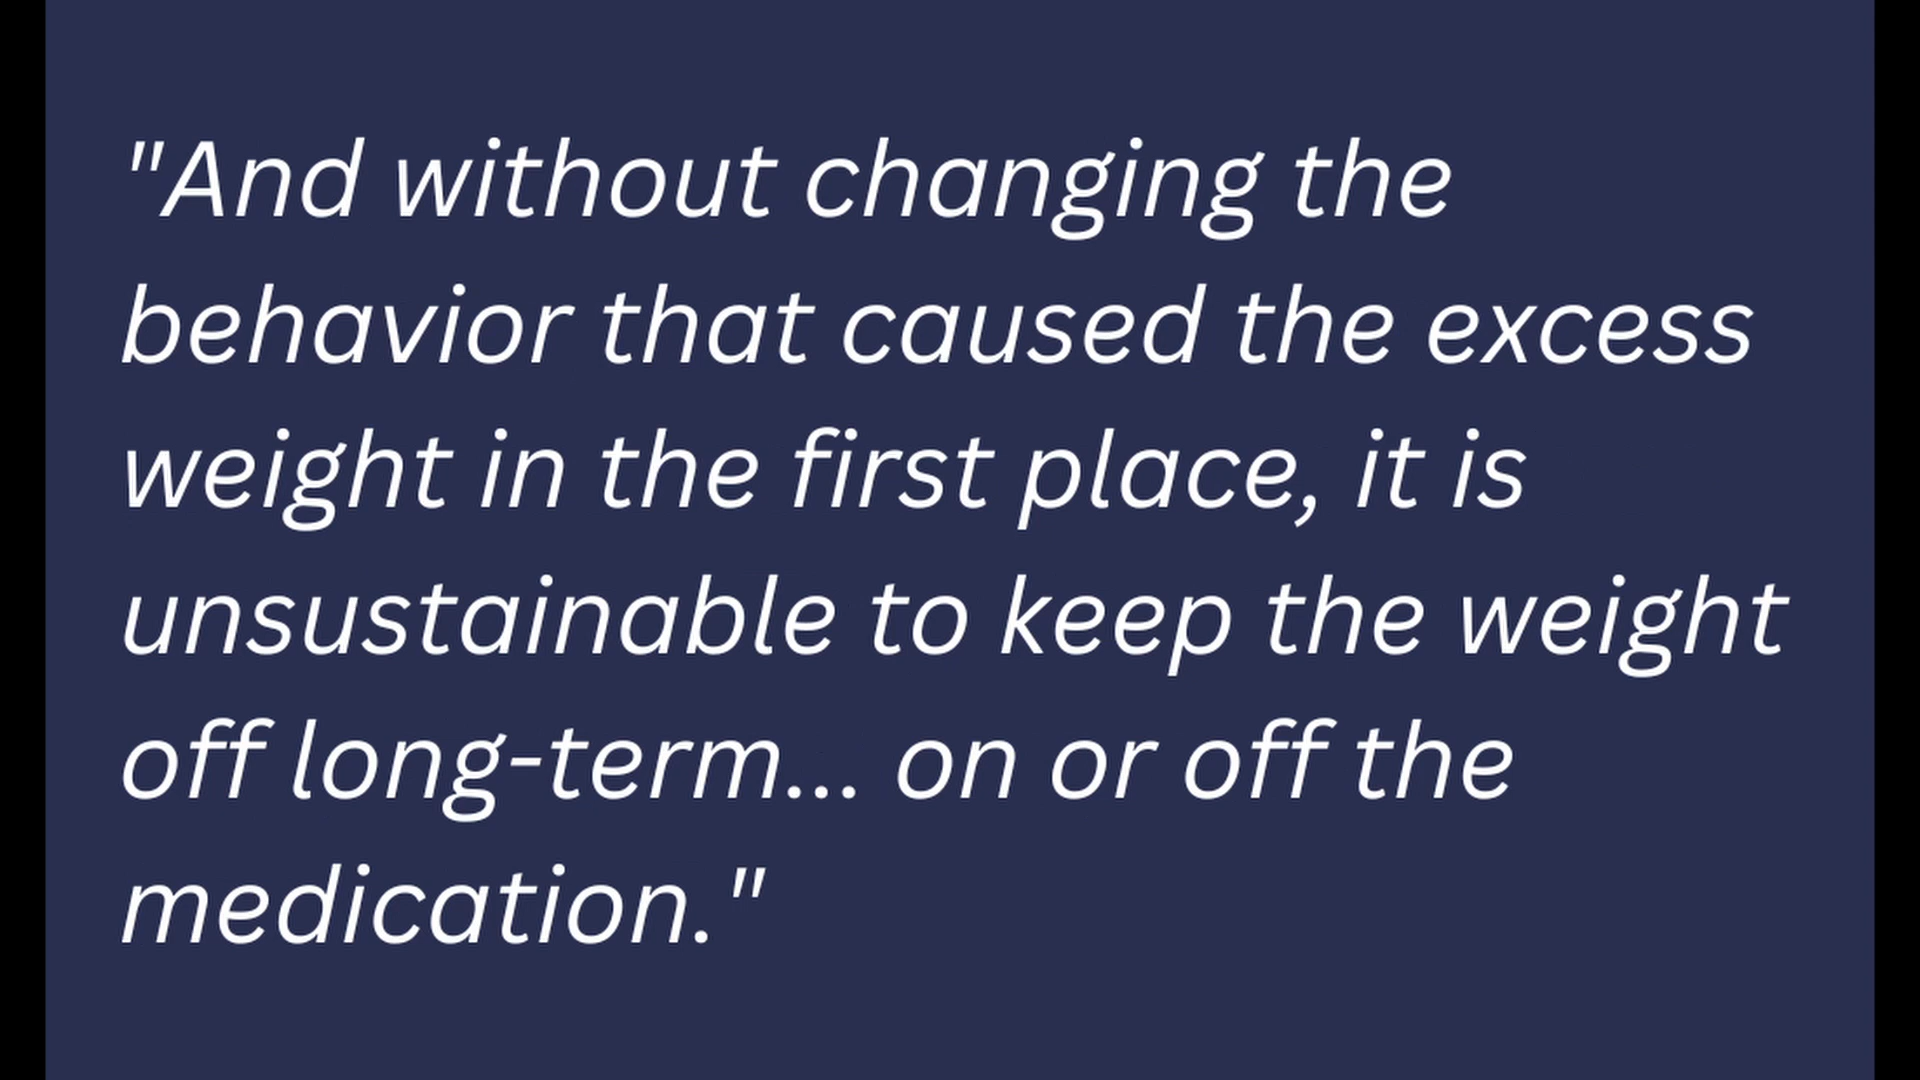 "And without changing the
behavior that caused the excess
weight in the first place, it is
unsustainable to keep the weight
off long-term... on or off the
medication."